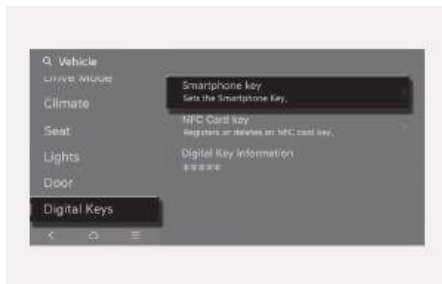 Vehicle
Drive Mode
Climate
Seat
Lights
Door
Digital Keys
Smartphone key
Sets the Smartphone Key.
NFC Card key
Registers or deletes an NFC card key.
Digital Key Information
*****